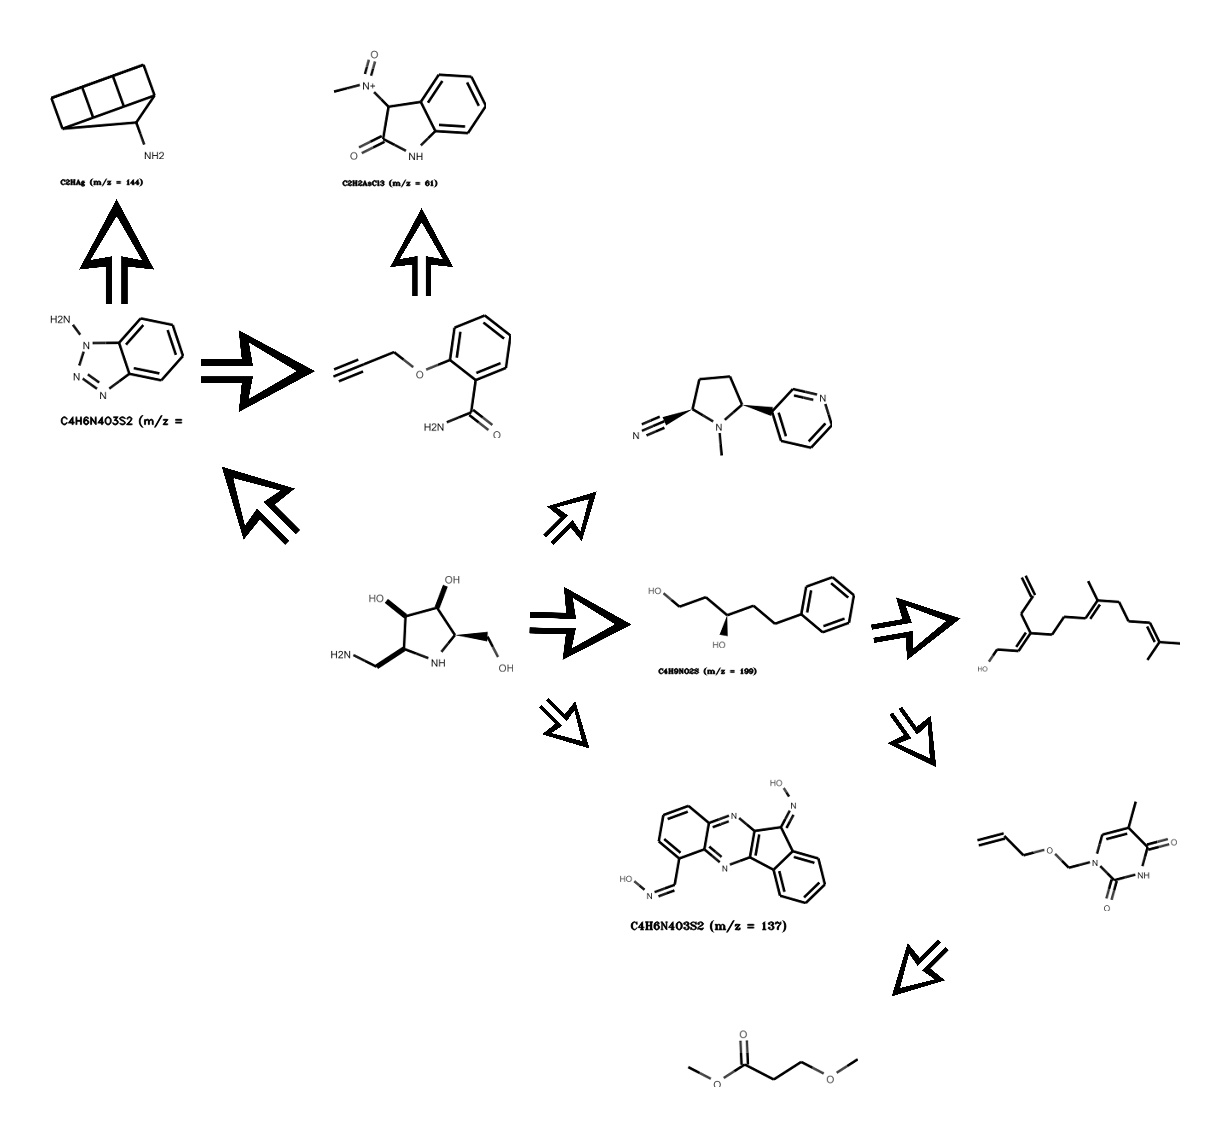 O
N+
O
NH
NH2
C2HAg (m/z = 144)
C2H2AsCl3 (m/z = 61)
H2N
N
N
N
O
H2N
O
C4H6N4O3S2 (m/z =
N
N
N
OH
HO
H2N
NH
OH
HO
HO
C4H9NO2S (m/z = 199)
HO
HO
N
N
N
HO
N
C4H6N4O3S2 (m/z = 137)
O
N
O
NH
O
O
O
O